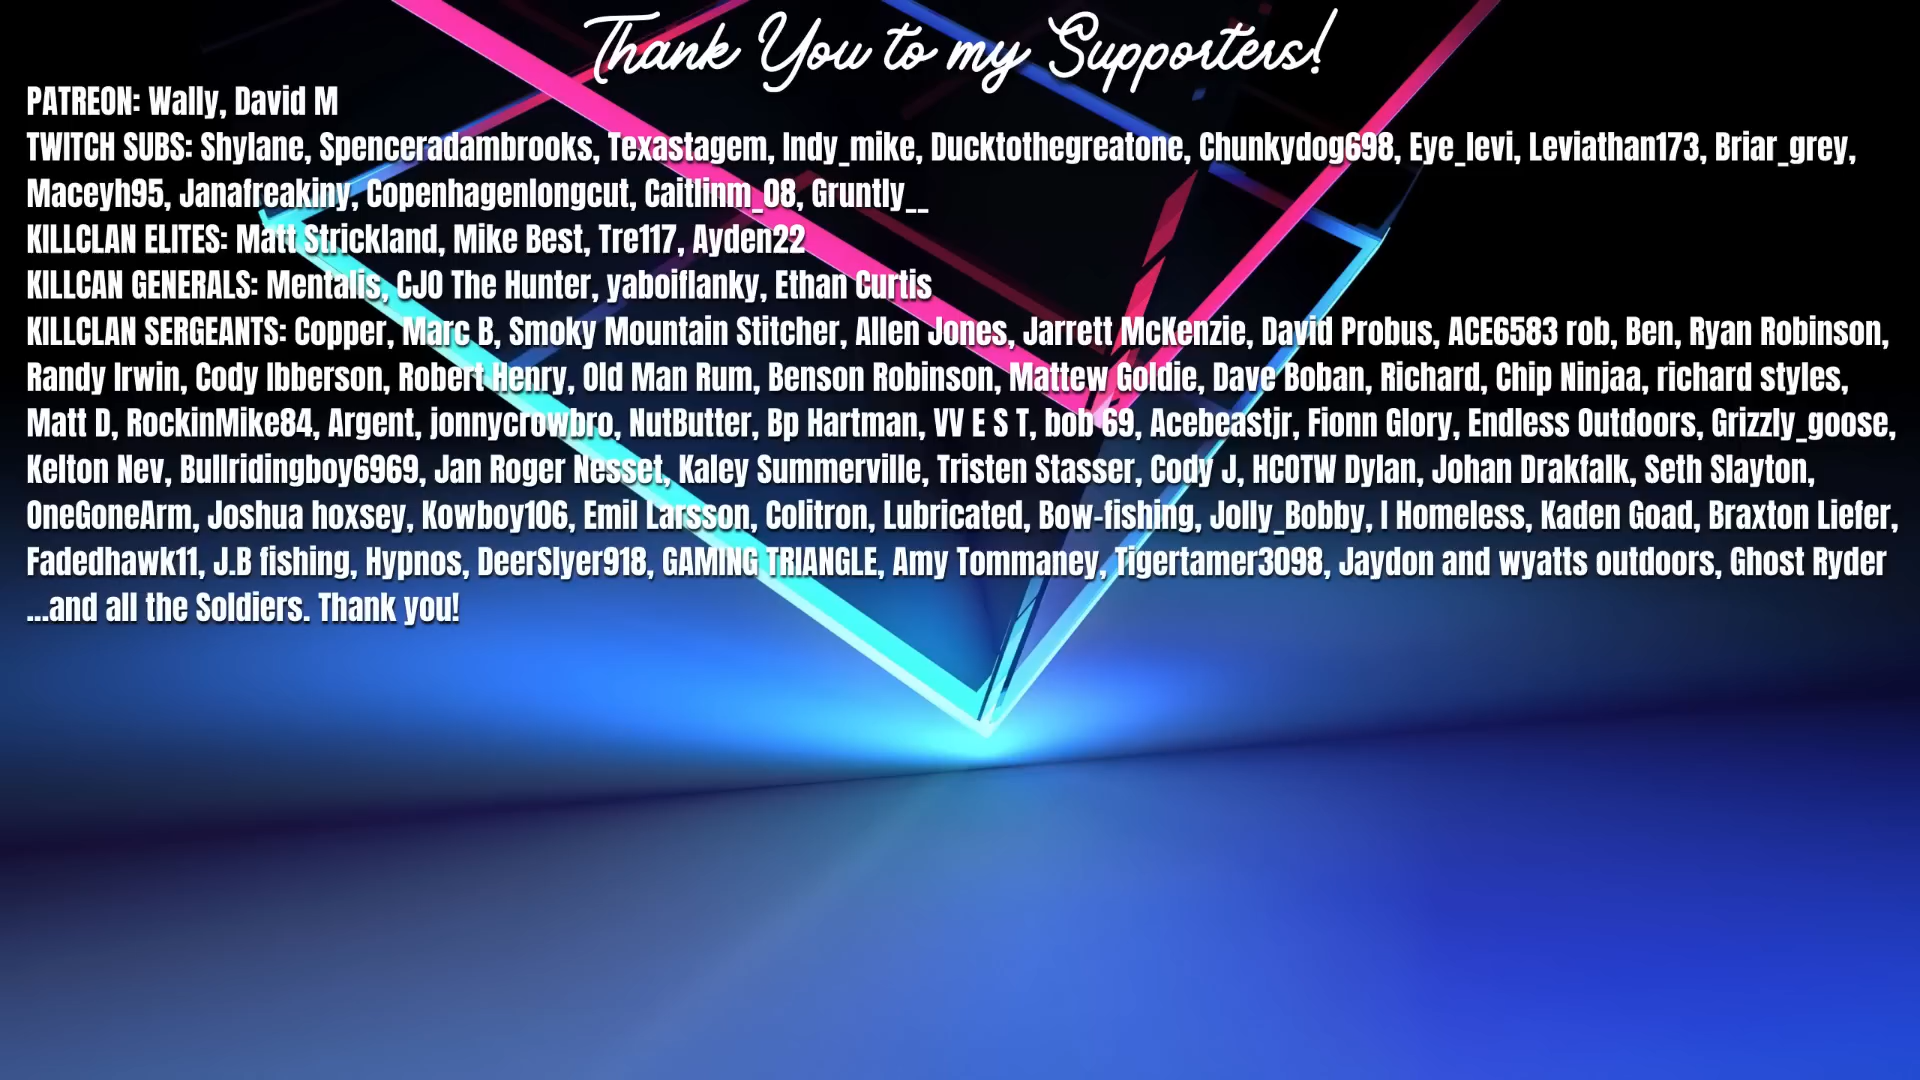 Thank You to my Supporters!
PATREON: Wally, David M
TWITCH SUBS: Shylane, Spenceradambrooks, Texastagem, Indy_mike, Ducktothegreatone, Chunkydog698, Eye_levi, Leviathan173, Briar_grey,
Maceyh95, Janafreakiny, Copenhagenlongcut, Caitlinm_08, Gruntly__
KILLCLAN ELITES: Matt Strickland, Mike Best, Tre117, Ayden22
KILLCAN GENERALS: Mentalis, CJO The Hunter, yaboiflanky, Ethan Curtis
KILLCLAN SERGEANTS: Copper, Marc B, Smoky Mountain Stitcher, Allen Jones, Jarrett McKenzie, David Probus, ACE6583 rob, Ben, Ryan Robinson,
Randy Irwin, Cody Ibberson, Robert Henry, Old Man Rum, Benson Robinson, Mattew Goldie, Dave Boban, Richard, Chip Ninjaa, richard styles,
Matt D, RockinMike84, Argent, jonnycrowbro, NutButter, Bp Hartman, VV E S T, bob 69, Acebeastjr, Fionn Glory, Endless Outdoors, Grizzly_goose,
Kelton Nev, Bullridingboy6969, Jan Roger Nesset, Kaley Summerville, Tristen Stasser, Cody J, HCOTW Dylan, Johan Drakfalk, Seth Slayton,
OneGoneArm, Joshua hoxsey, Kowboy106, Emil Larsson, Colitron, Lubricated, Bow-fishing, Jolly_Bobby, I Homeless, Kaden Goad, Braxton Liefer,
Fadedhawk11, J.B fishing, Hypnos, DeerSlyer918, GAMING TRIANGLE, Amy Tommaney, Tigertamer3098, Jaydon and wyatts outdoors, Ghost Ryder
...and all the Soldiers. Thank you!